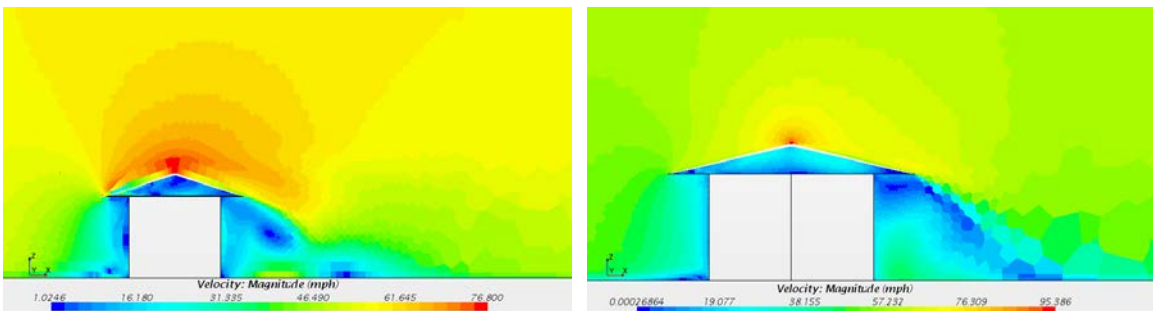 Z
Y X
Velocity: Magnitude (mph)
1.0246 16.180 31.335 46.490 61.645 76.800
Z
Y X
Velocity: Magnitude (mph)
0.00026864 19.077 38.155 57.232 76.309 95.386